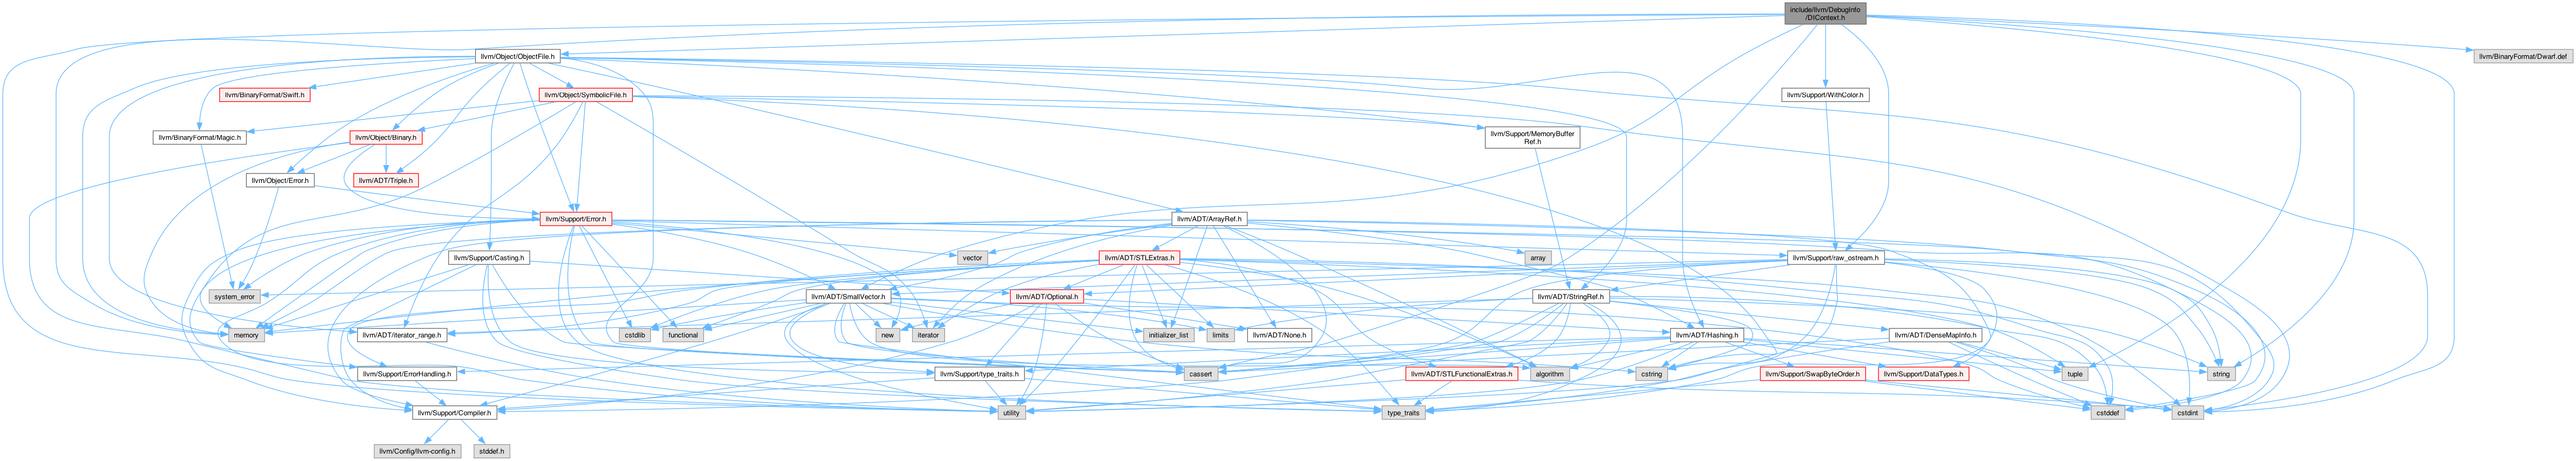 include/llvm/DebugInfo
/DIContext.h
llvm/Object/ObjectFile.h
llvm/BinaryFormat/Dwarf.def
llvm/BinaryFormat/Swift.h
llvm/Object/SymbolicFile.h
llvm/Support/WithColor.h
llvm/BinaryFormat/Magic.h
llvm/Object/Binary.h
llvm/Support/MemoryBuffer
Ref.h
llvm/Object/Error.h
llvm/ADT/Triple.h
llvm/Support/Error.h
llvm/ADT/ArrayRef.h
llvm/Support/Casting.h
vector
llvm/ADT/STLExtras.h
array
llvm/Support/raw_ostream.h
system_error
llvm/ADT/SmallVector.h
llvm/ADT/Optional.h
llvm/ADT/StringRef.h
memory
llvm/ADT/iterator_range.h
cstdlib
functional
new
iterator
initializer_list
limits
llvm/ADT/None.h
llvm/ADT/Hashing.h
llvm/ADT/DenseMapInfo.h
llvm/Support/ErrorHandling.h
llvm/Support/type_traits.h
cassert
llvm/ADT/STLFunctionalExtras.h
algorithm
cstring
llvm/Support/SwapByteOrder.h
llvm/Support/DataTypes.h
tuple
string
llvm/Support/Compiler.h
utility
type_traits
cstddef
cstdint
llvm/Config/llvm-config.h
stddef.h